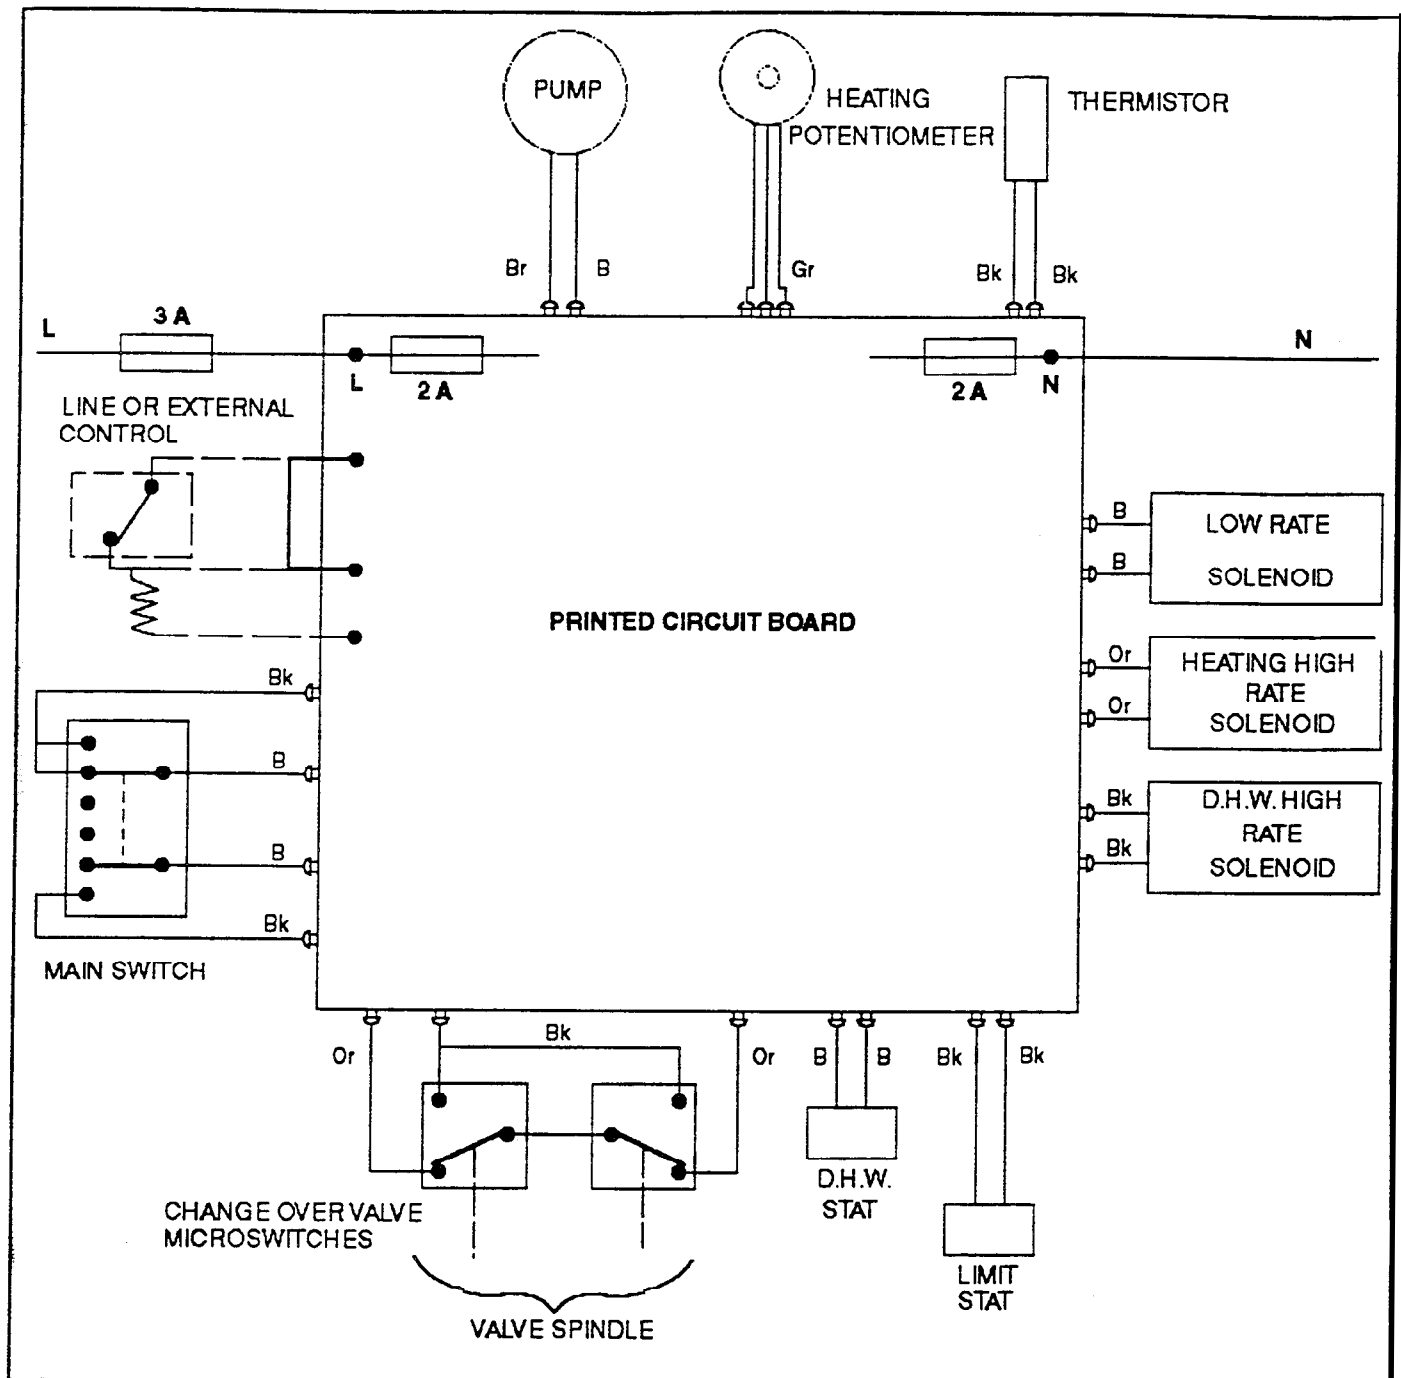 PUMP
HEATING
POTENTIOMETER
THERMISTOR
Br
B
Gr
Bk
Bk
L
3 A
L
2 A
2 A
N
N
LINE OR EXTERNAL
CONTROL
PRINTED CIRCUIT BOARD
B
LOW RATE
B
SOLENOID
Or
HEATING HIGH
RATE
Or
SOLENOID
Bk
D.H.W. HIGH
RATE
Bk
SOLENOID
Bk
B
B
Bk
MAIN SWITCH
Or
Bk
Or
B
B
Bk
Bk
D.H.W.
STAT
CHANGE OVER VALVE
MICROSWITCHES
LIMIT
STAT
VALVE SPINDLE